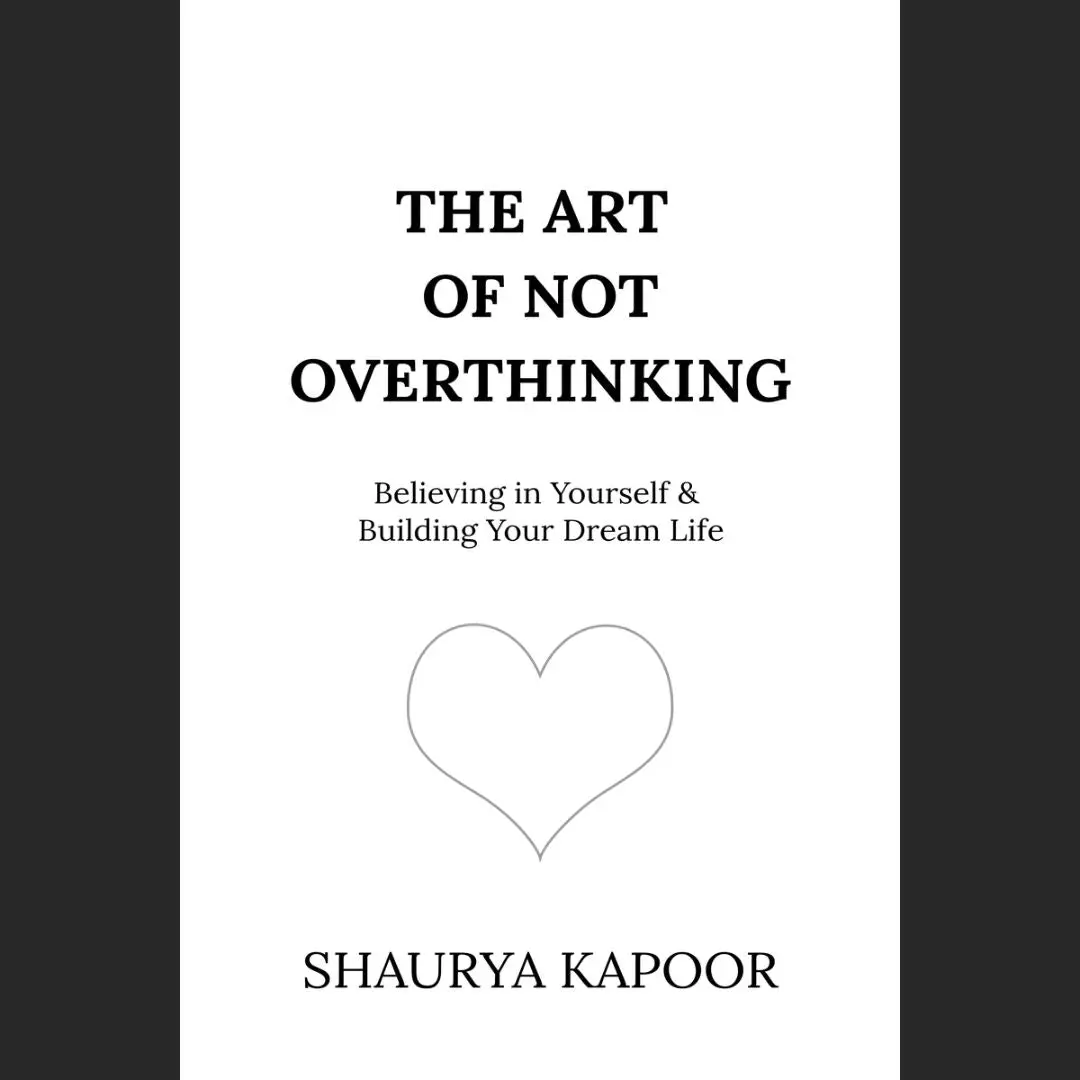 THE ART
OF NOT
OVERTHINKING
Believing in Yourself &
Building Your Dream Life
SHAURYA KAPOOR